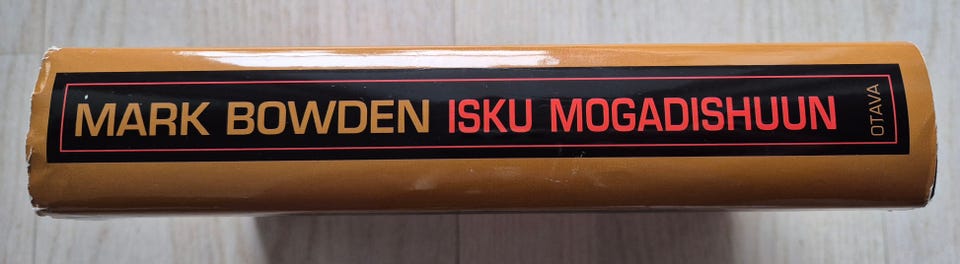 MARK BOWDEN ISKU MOGADISHUUN
OTAVA